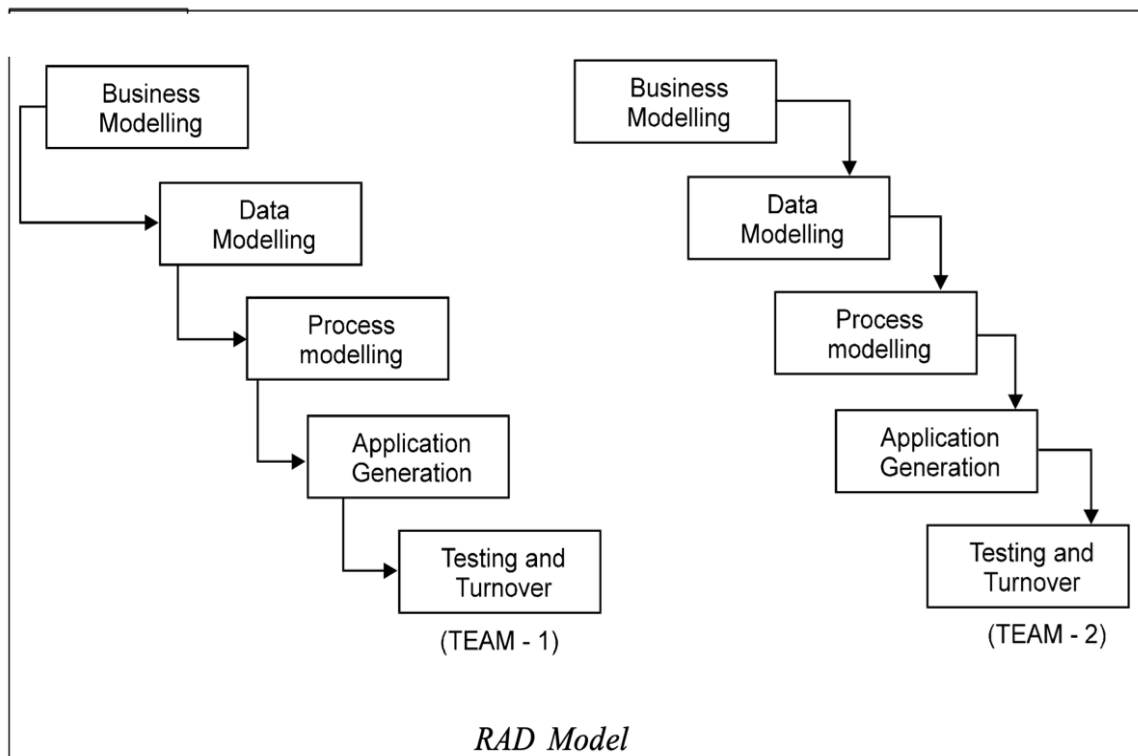 Business
Modelling
Data
Modelling
Process
modelling
Application
Generation
Testing and
Turnover
(TEAM - 1)
Business
Modelling
Data
Modelling
Process
modelling
Application
Generation
Testing and
Turnover
(TEAM - 2)
RAD Model